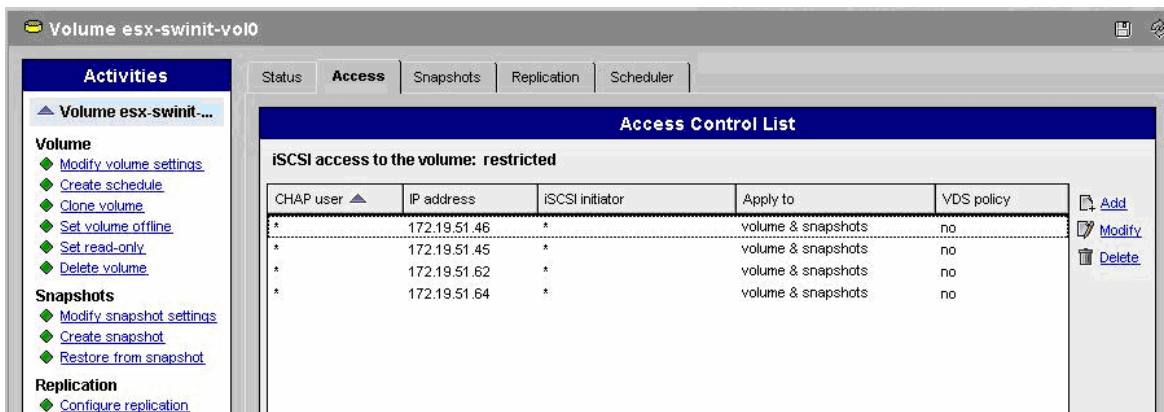 Volume esx-swinit-vol0
Activities
Volume esx-swinit-...
Volume
Modify volume settings
Create schedule
Clone volume
Set volume offline
Set read-only
Delete volume
Snapshots
Modify snapshot settings
Create snapshot
Restore from snapshot
Replication
Configure replication
Status Access Snapshots Replication Scheduler
Access Control List
iSCSI access to the volume: restricted
CHAP user IP address iSCSI initiator Apply to VDS policy
* 172.19.51.46 * volume & snapshots no
* 172.19.51.45 * volume & snapshots no
* 172.19.51.62 * volume & snapshots no
* 172.19.51.64 * volume & snapshots no
Add
Modify
Delete